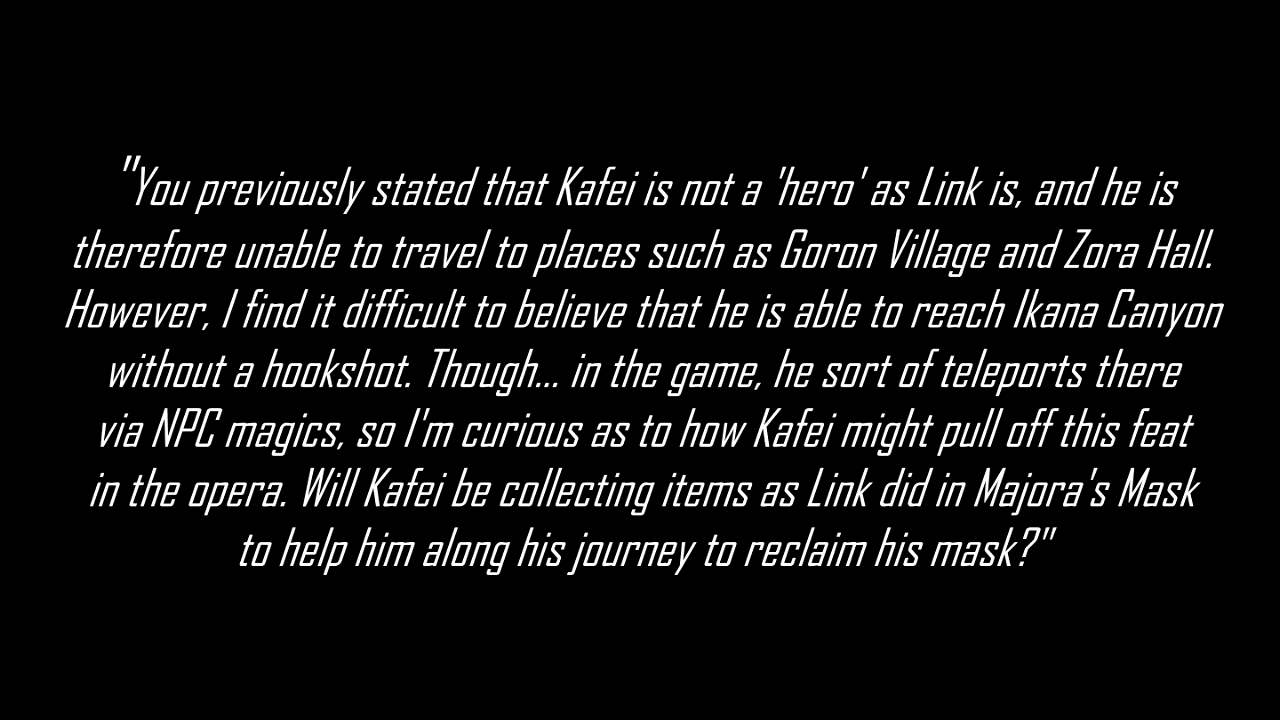 "You previously stated that Kafei is not a 'hero' as Link is, and he is
therefore unable to travel to places such as Goron Village and Zora Hall.
However, I find it difficult to believe that he is able to reach Ikana Canyon
without a hookshot. Though... in the game, he sort of teleports there
via NPC magics, so I'm curious as to how Kafei might pull off this feat
in the opera. Will Kafei be collecting items as Link did in Majora's Mask
to help him along his journey to reclaim his mask?"